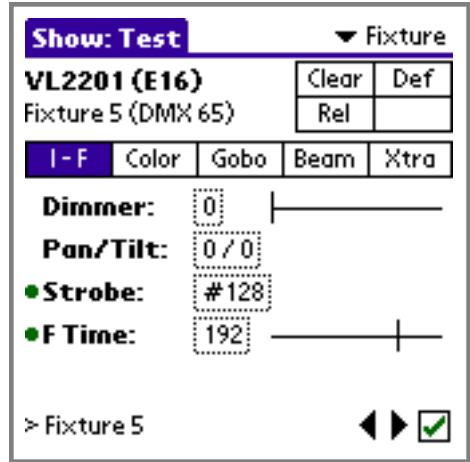 Show: Test Fixture
VL2201 (E16) Clear Def
Fixture 5 (DMX 65) Rel
I-F Color Gobo Beam Xtra
Dimmer: 0
Pan/Tilt: 0/0
Strobe: #128
F Time: 192
> Fixture 5